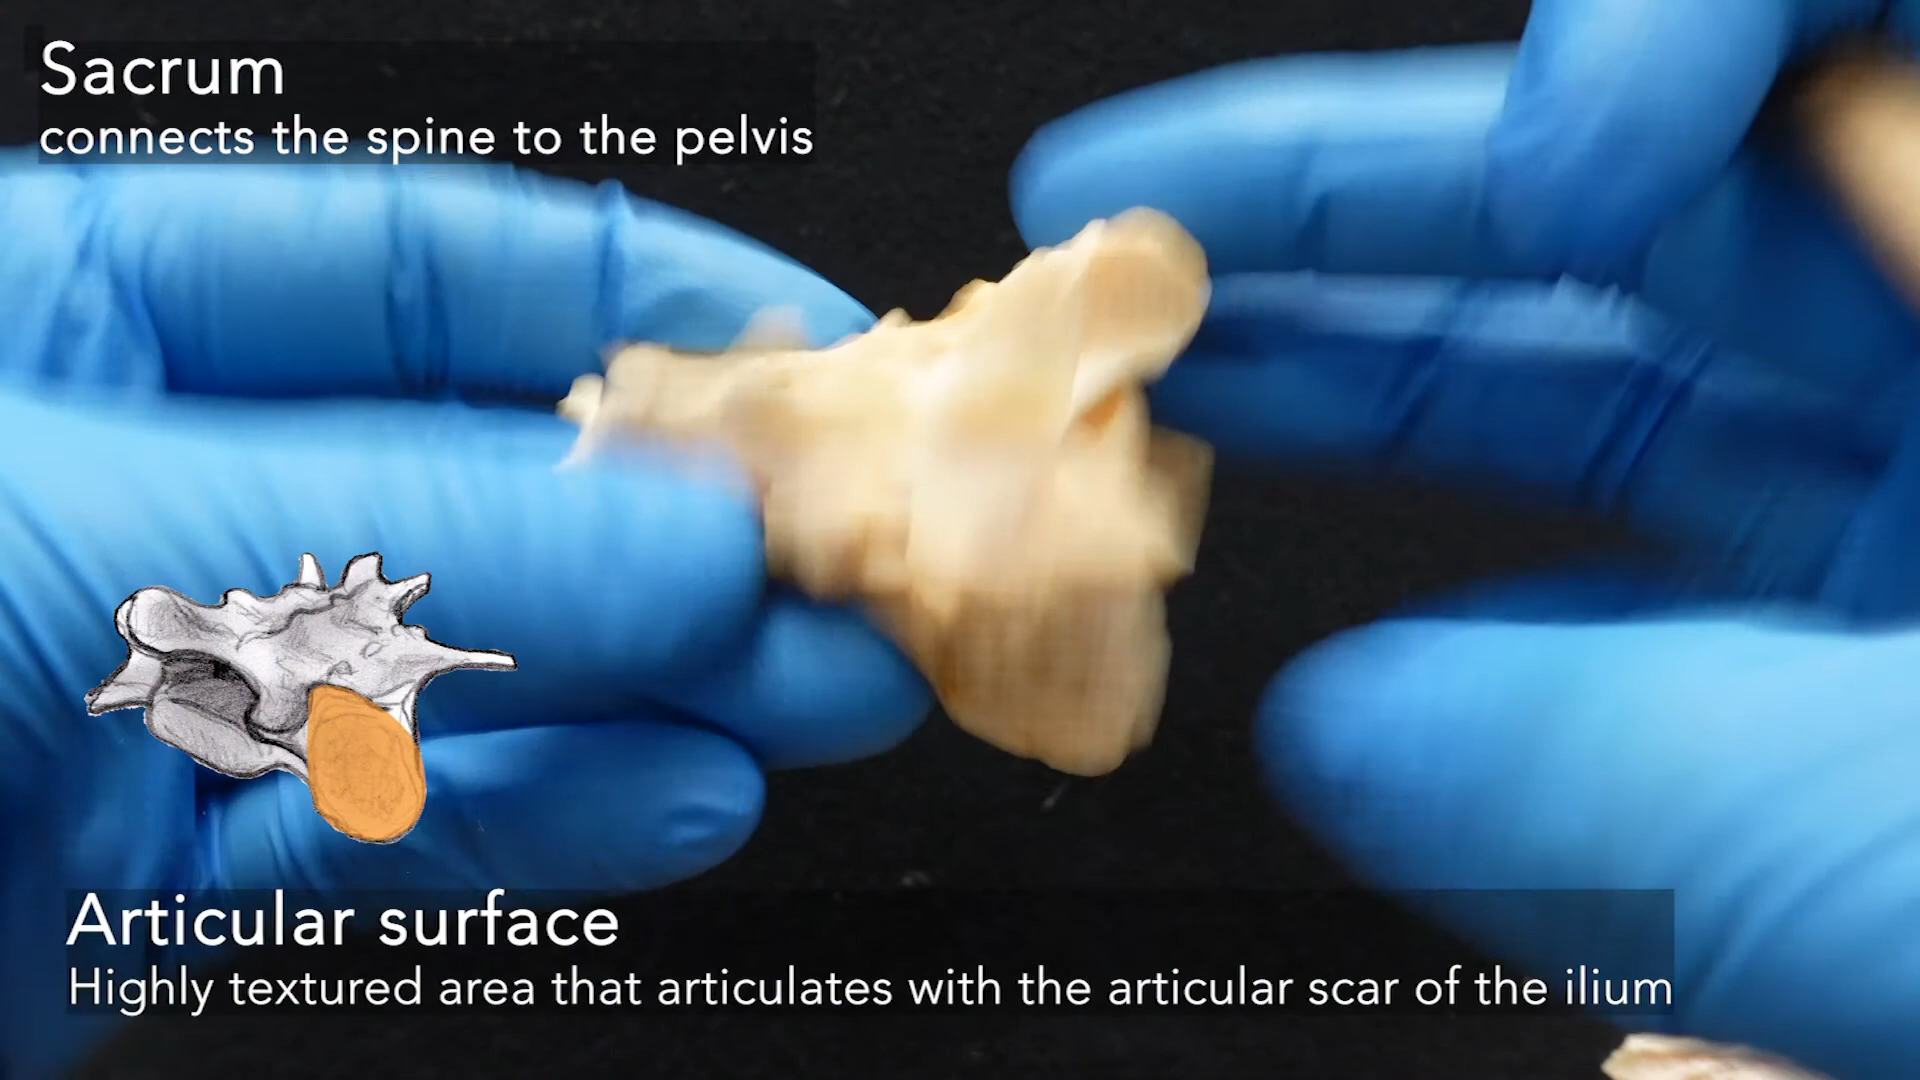 Sacrum
connects the spine to the pelvis
Articular surface
Highly textured area that articulates with the articular scar of the ilium